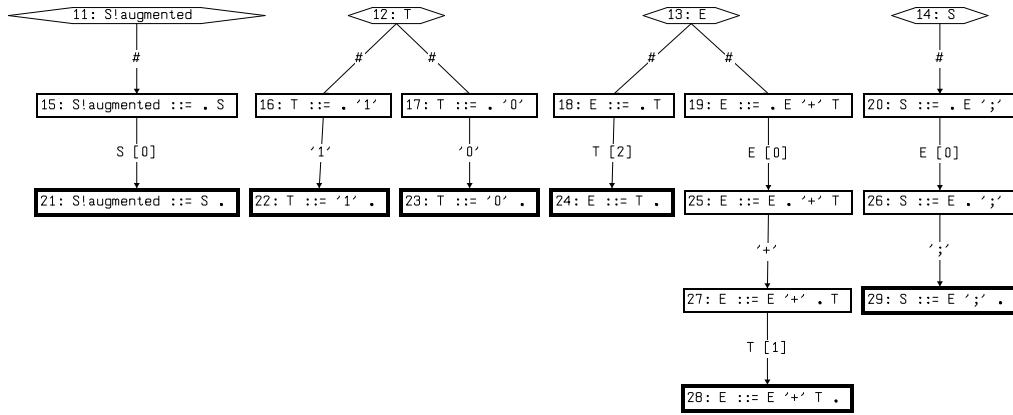 11: S!augmented 12: T 13: E 14: S
# # # # # #
15: S!augmented ::= . S 16: T ::= . '1' 17: T ::= . '0' 18: E ::= . T 19: E ::= . E '+' T 20: S ::= . E ';'
S [0] '1' '0' T [2] E [0] E [0]
21: S!augmented ::= S . 22: T ::= '1' . 23: T ::= '0' . 24: E ::= T . 25: E ::= E . '+' T 26: S ::= E . ';'
'+' ';'
27: E ::= E '+' . T 29: S ::= E ';' .
T [1]
28: E ::= E '+' T .